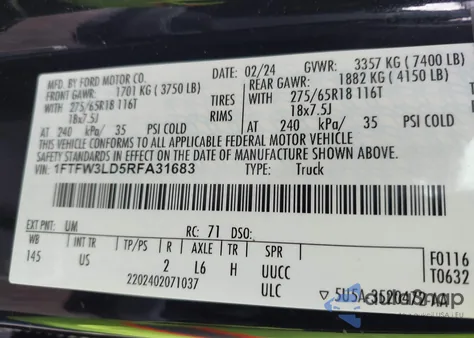 MFD. BY FORD MOTOR CO.
DATE: 02/24 GVWR: 3357 KG (7400 LB)
FRONT GAWR: 1701 KG (3750 LB) REAR GAWR: 1882 KG (4150 LB)
WITH 275/65R18 116T TIRES WITH 275/65R18 116T
18x7.5J RIMS 18x7.5J
AT 240 kPa/ 35 PSI COLD AT 240 kPa/ 35 PSI COLD
THIS VEHICLE CONFORMS TO ALL APPLICABLE FEDERAL MOTOR VEHICLE
SAFETY STANDARDS IN EFFECT ON THE DATE OF MANUFACTURE SHOWN ABOVE.
VIN: 1FTFW3LD5RFA31683 TYPE: Truck
EXT PNT: UM RC: 71 DSO:
WB INT TR TP/PS R AXLE TR SPR
145 US 2 L6 H UUCC
2202402071037 ULC
F0116
T0632
5U5A-3520472-AA